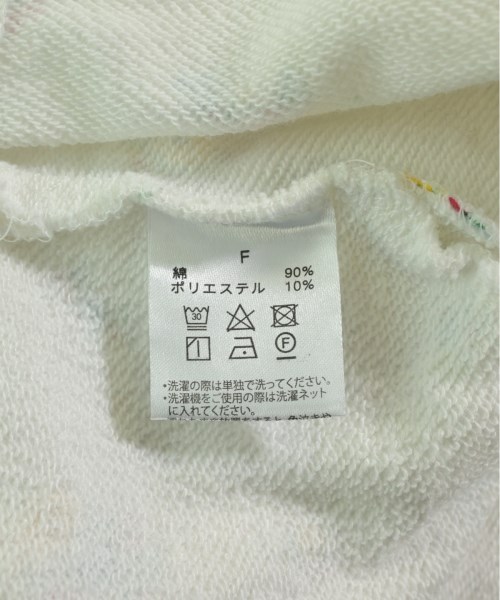 F
綿 90%
ポリエステル 10%
30
F
・洗濯の際は単独で洗ってください。
・洗濯機をご使用の際は洗濯ネット
に入れてください。